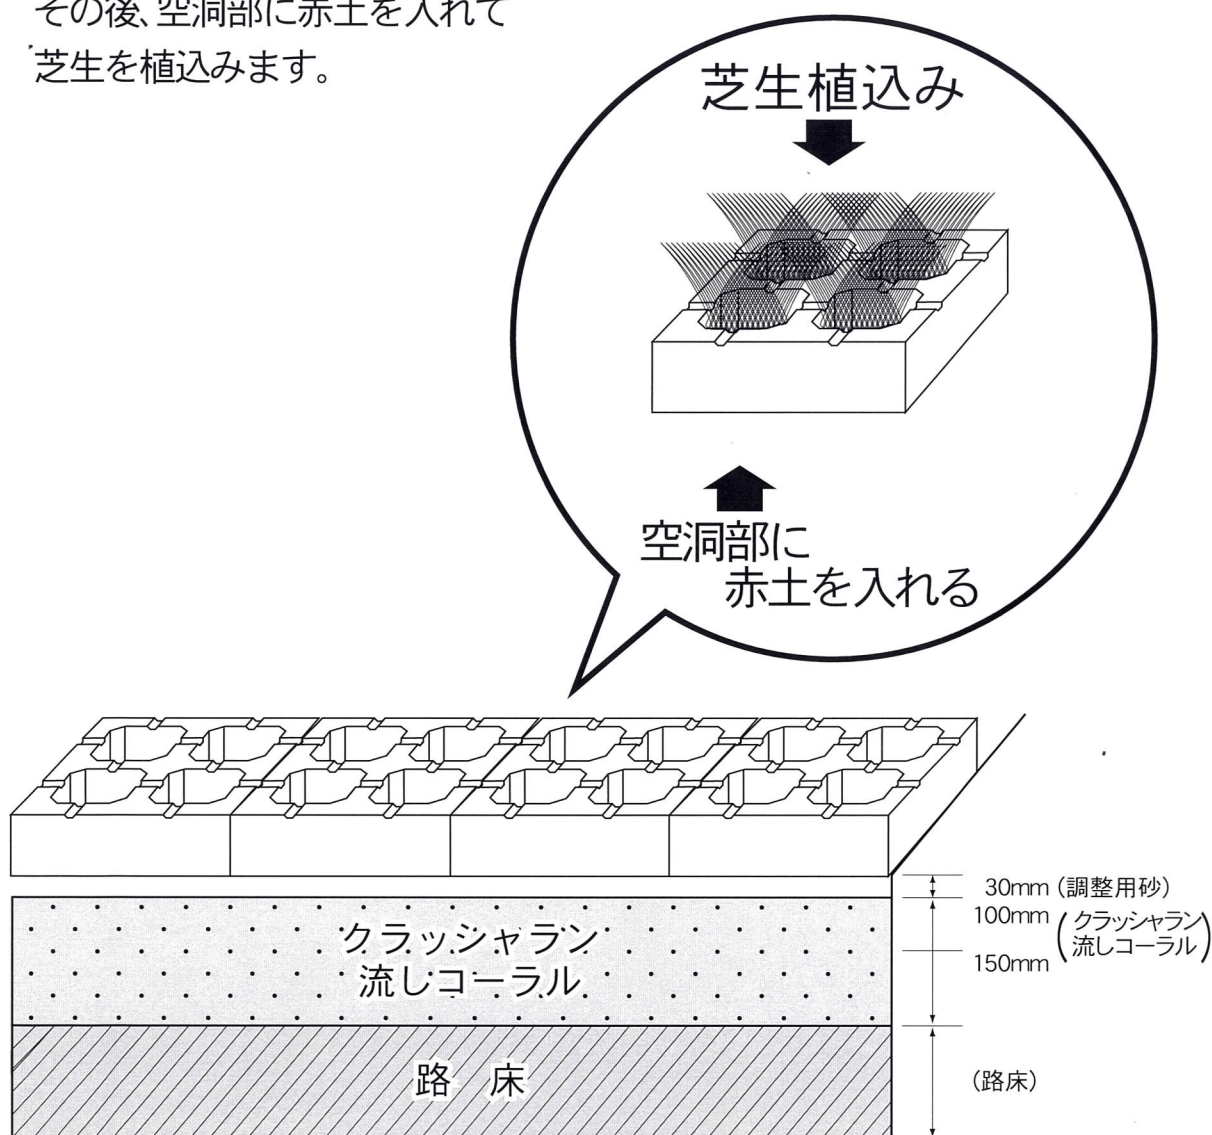 その後、空洞部に赤土を入れて
芝生を植込みます。
芝生植込み
空洞部に
赤土を入れる
30mm（調整用砂）
100mm
150mm
（クラッシャラン
流しコーラル）
クラッシャラン
流しコーラル
路 床
（路床）